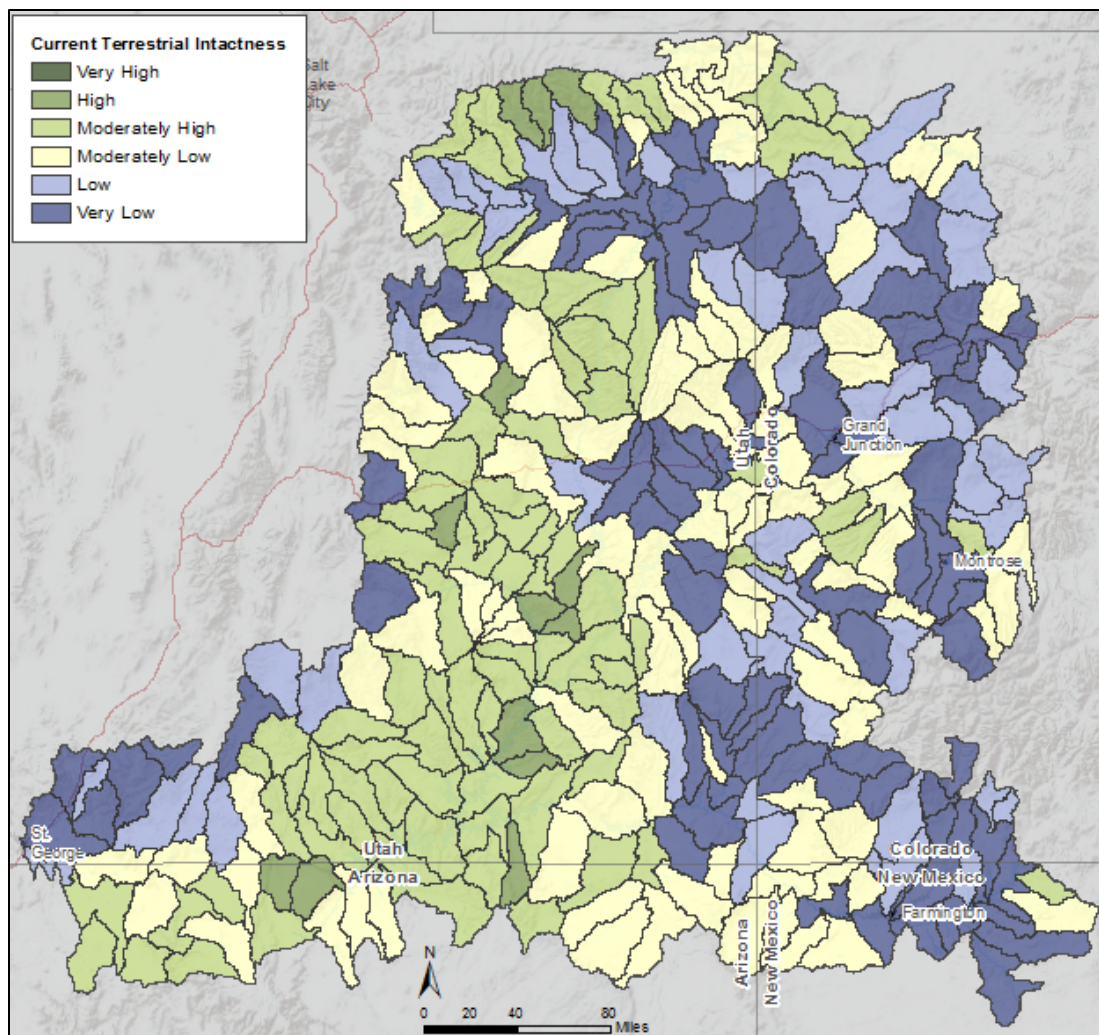 Current Terrestrial Intactness
Very High
High
Moderately High
Moderately Low
Low
Very Low
Salt
Lake
City
Utah
Colorado
Grand
Junction
Montrose
St.
George
Utah
Arizona
Colorado
New Mexico
Farmington
Arizona
New Mexico
N
0 20 40 80
Miles